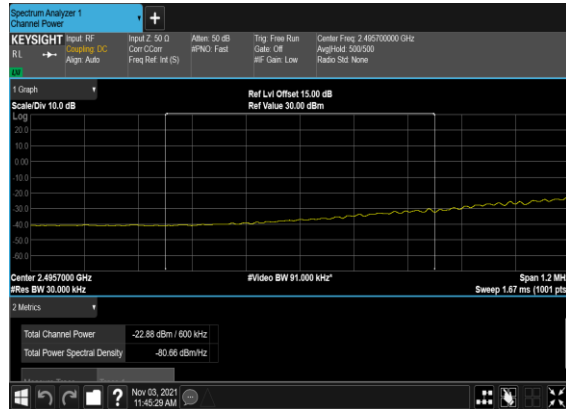 Spectrum Analyzer 1
Channel Power
+
KEYSIGHT Input: RF Input Z: 50 Ω Atten: 50 dB Trig: Free Run Center Freq: 2.495700000 GHz
RL Coupling: DC Corr CCorr #PNO: Fast Gate: Off Avg|Hold: 500/500
Align: Auto Freq Ref: Int (S) #IF Gain: Low Radio Std: None
1 Graph
Ref Lvl Offset 15.00 dB
Scale/Div 10.0 dB Ref Value 30.00 dBm
Log
20.0
10.0
0.00
-10.0
-20.0
-30.0
-40.0
-50.0
-60.0
Center 2.4957000 GHz #Video BW 91.000 kHz* Span 1.2 MH
#Res BW 30.000 kHz Sweep 1.67 ms (1001 pts
2 Metrics
Total Channel Power -22.88 dBm / 600 kHz
Total Power Spectral Density -80.66 dBm/Hz
? Nov 03, 2021
11:45:29 AM